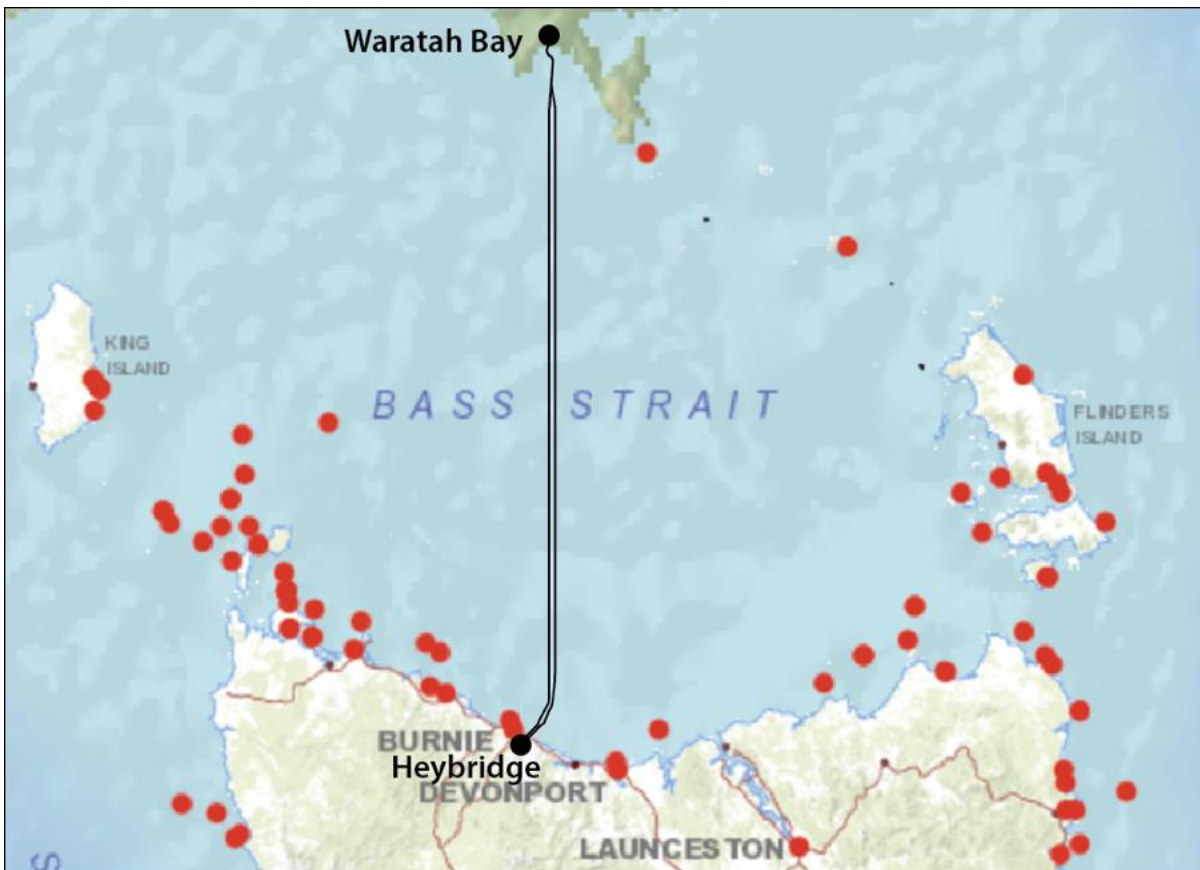 Waratah Bay
KING
ISLAND
BASS STRAIT
FLINDERS
ISLAND
BURNIE
Heybridge
DEVONPORT
LAUNCESTON
S